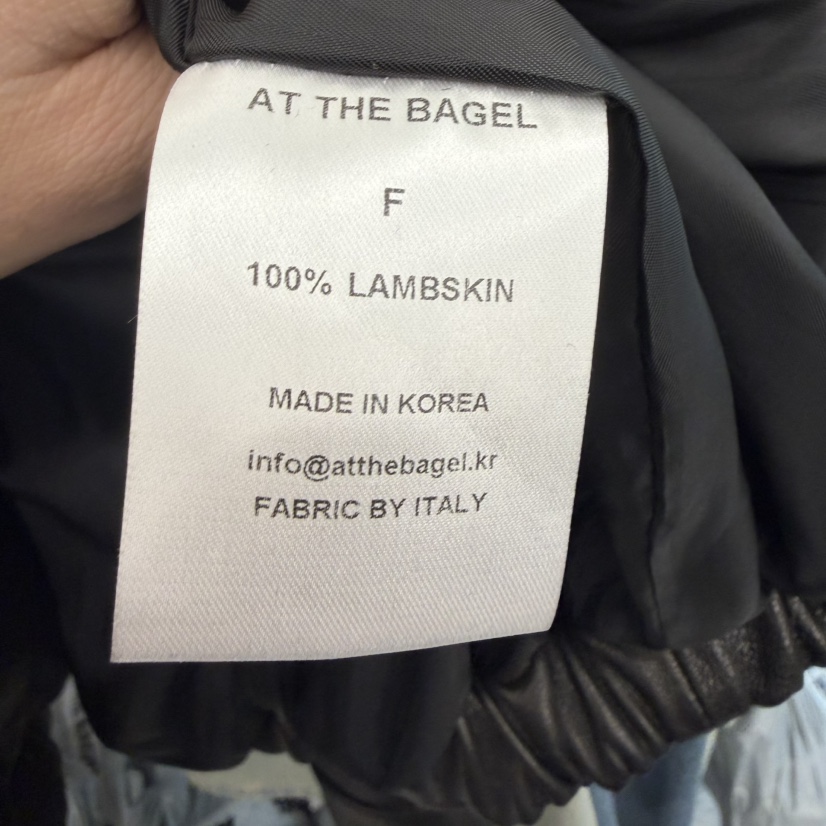 AT THE BAGEL
F
100% LAMBSKIN
MADE IN KOREA
info@atthebagel.kr
FABRIC BY ITALY